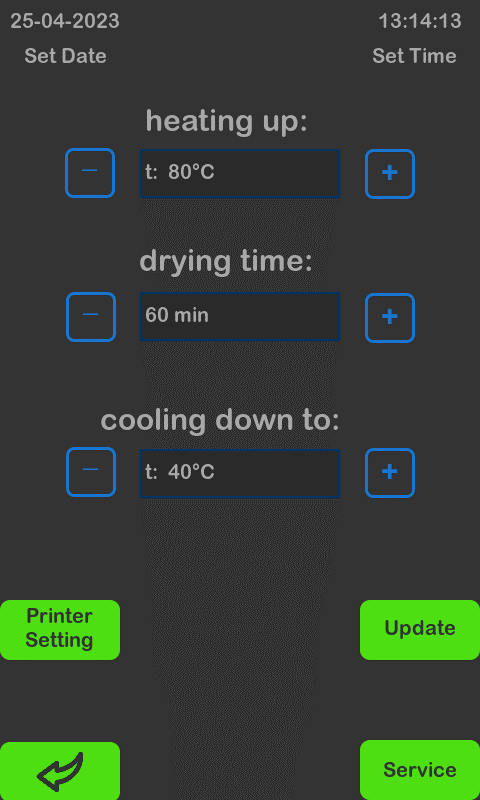 25-04-2023 13:14:13
Set Date Set Time
heating up:
– t: 80°C +
drying time:
– 60 min +
cooling down to:
– t: 40°C +
Printer
Setting
Update
Service